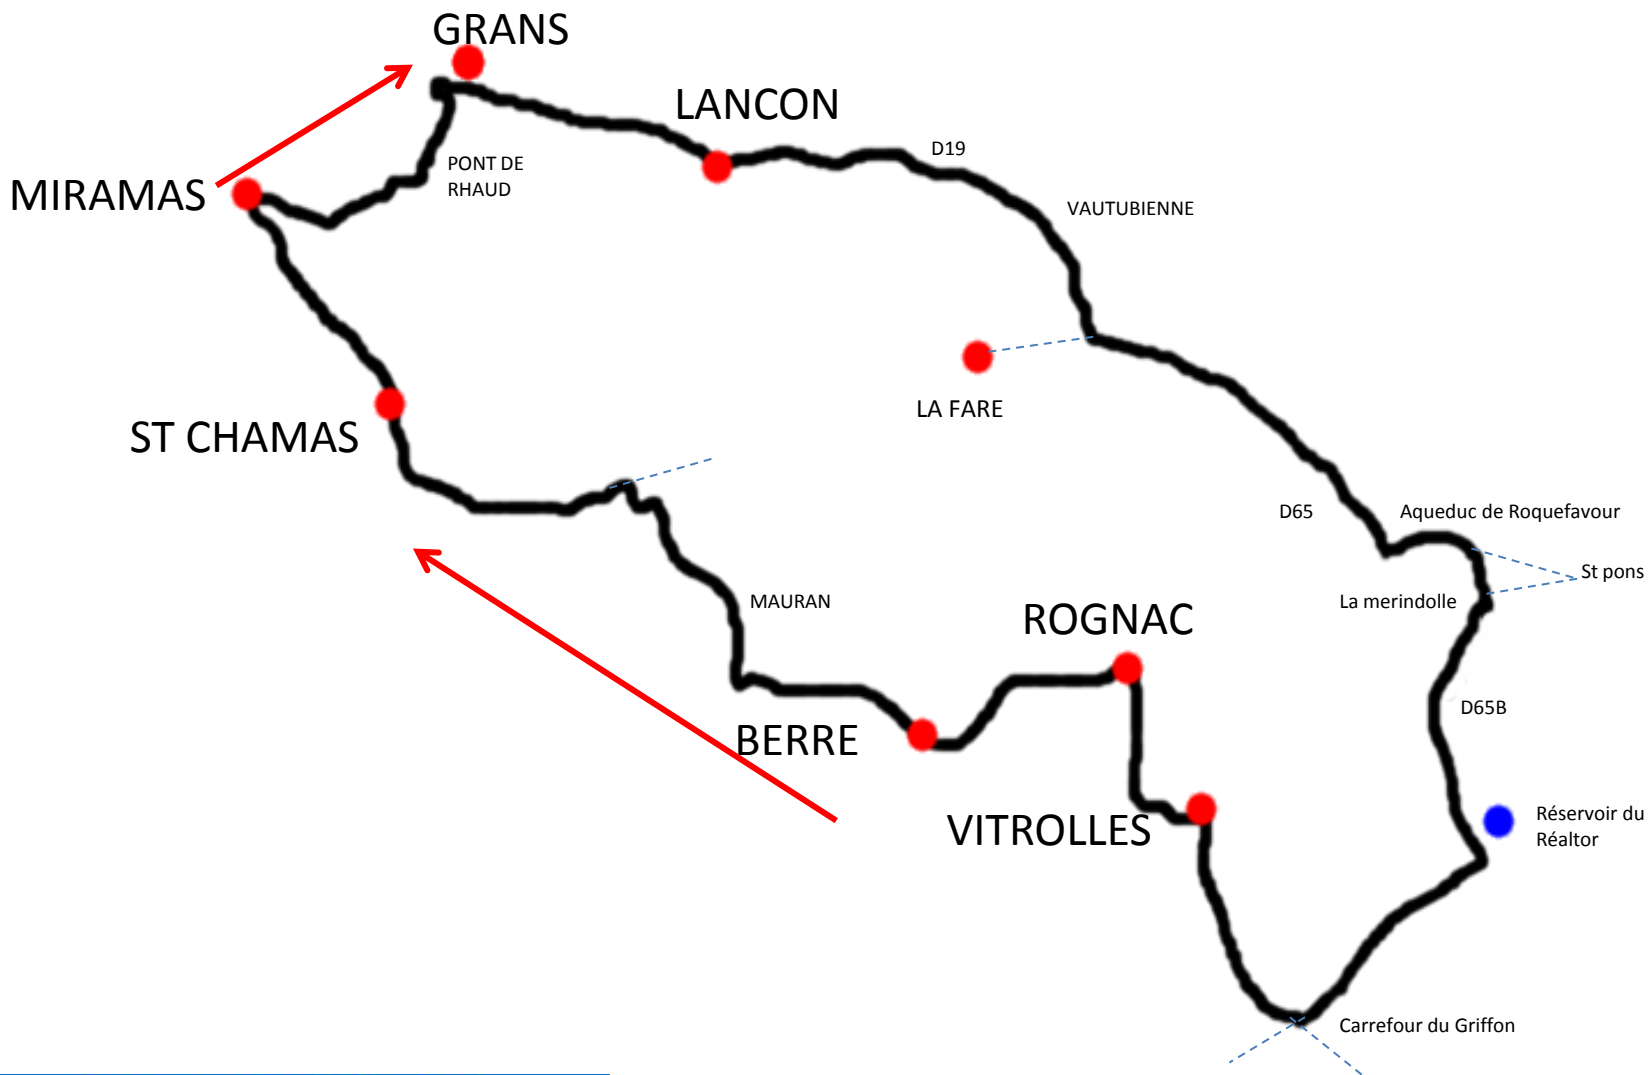 GRANS
LANCON
D19
PONT DE
RHAUD
MIRAMAS
VAUTUBIENNE
LA FARE
ST CHAMAS
D65
Aqueduc de Roquefavour
St pons
La merindolle
MAURAN
ROGNAC
D65B
BERRE
VITROLLES
Réservoir du
Réaltor
Carrefour du Griffon